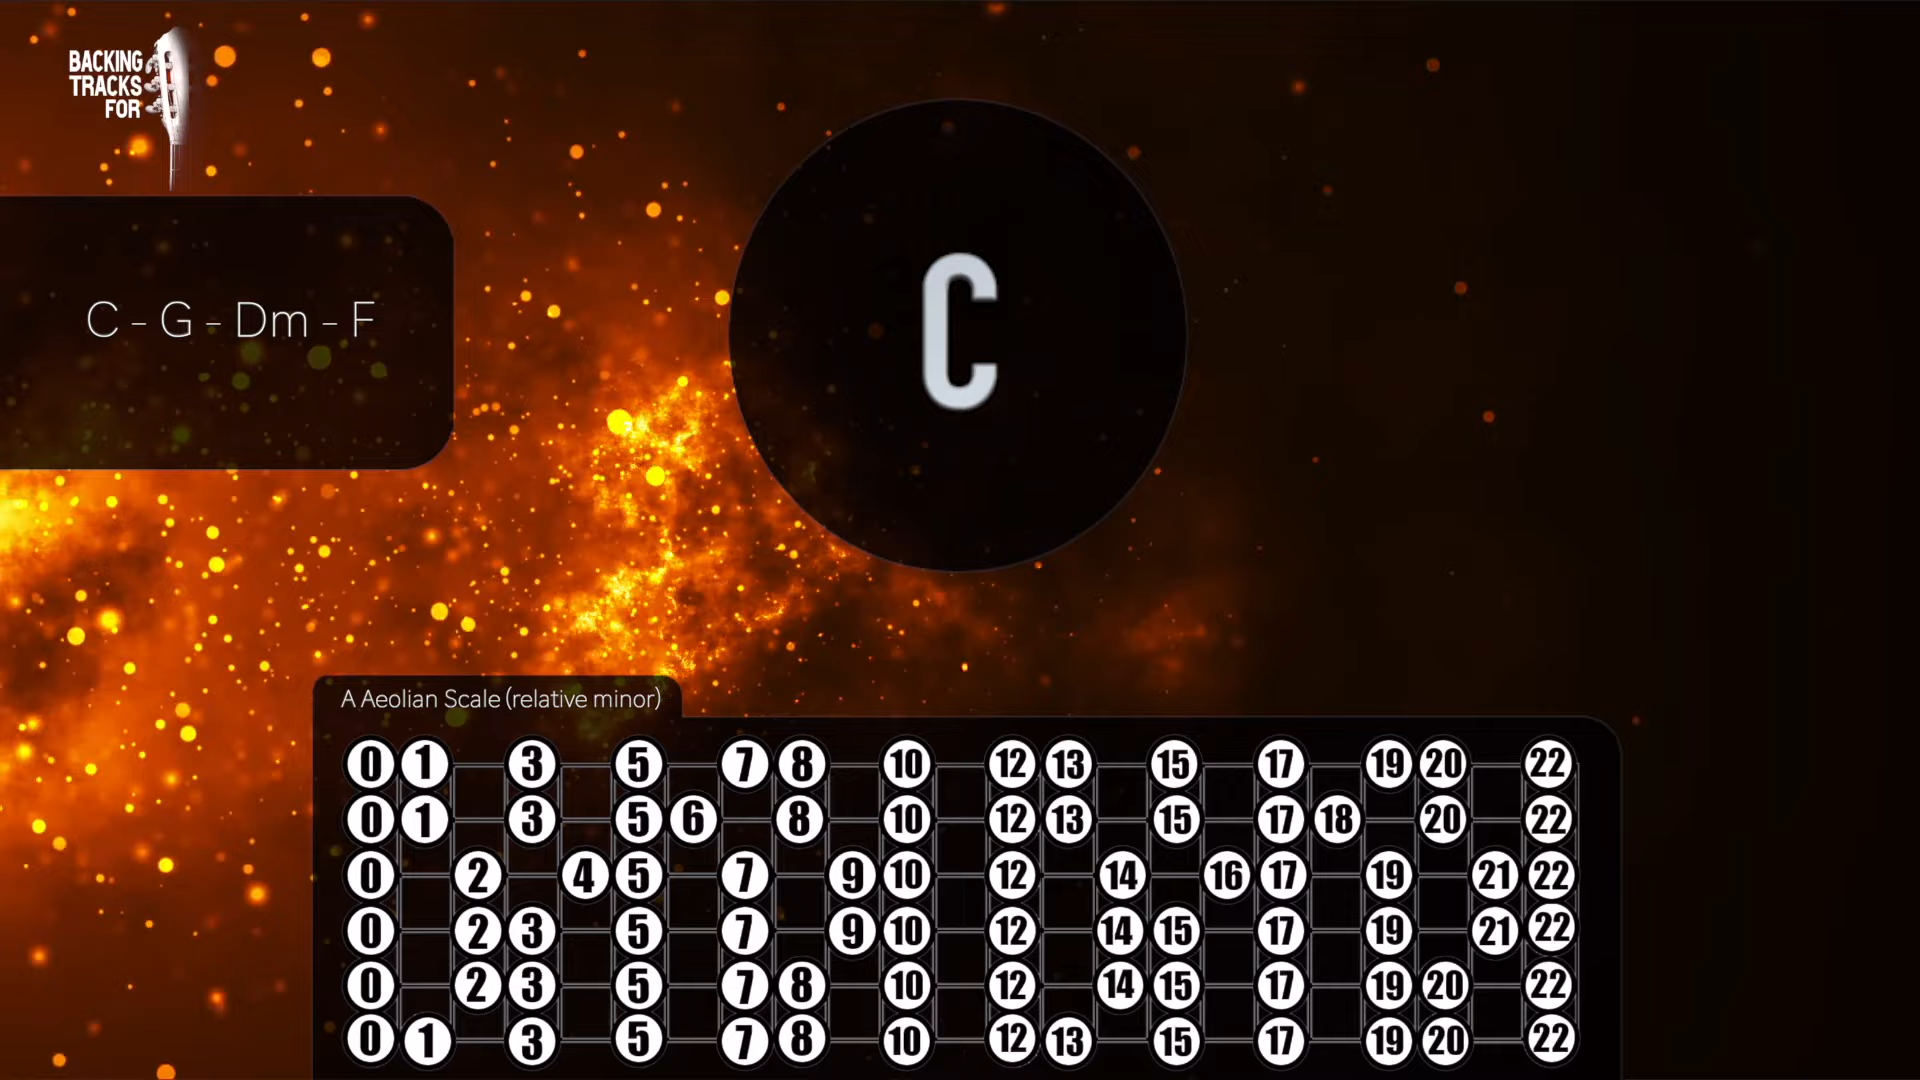 BACKING
TRACKS
FOR
C
C - G - Dm - F
A Aeolian Scale (relative minor)
0 1 3 5 7 8 10 12 13 15 17 19 20 22
0 1 3 5 6 8 10 12 13 15 17 18 20 22
0 2 4 5 7 9 10 12 14 16 17 19 21 22
0 2 3 5 7 9 10 12 14 15 17 19 21 22
0 2 3 5 7 8 10 12 14 15 17 19 20 22
0 1 3 5 7 8 10 12 13 15 17 19 20 22